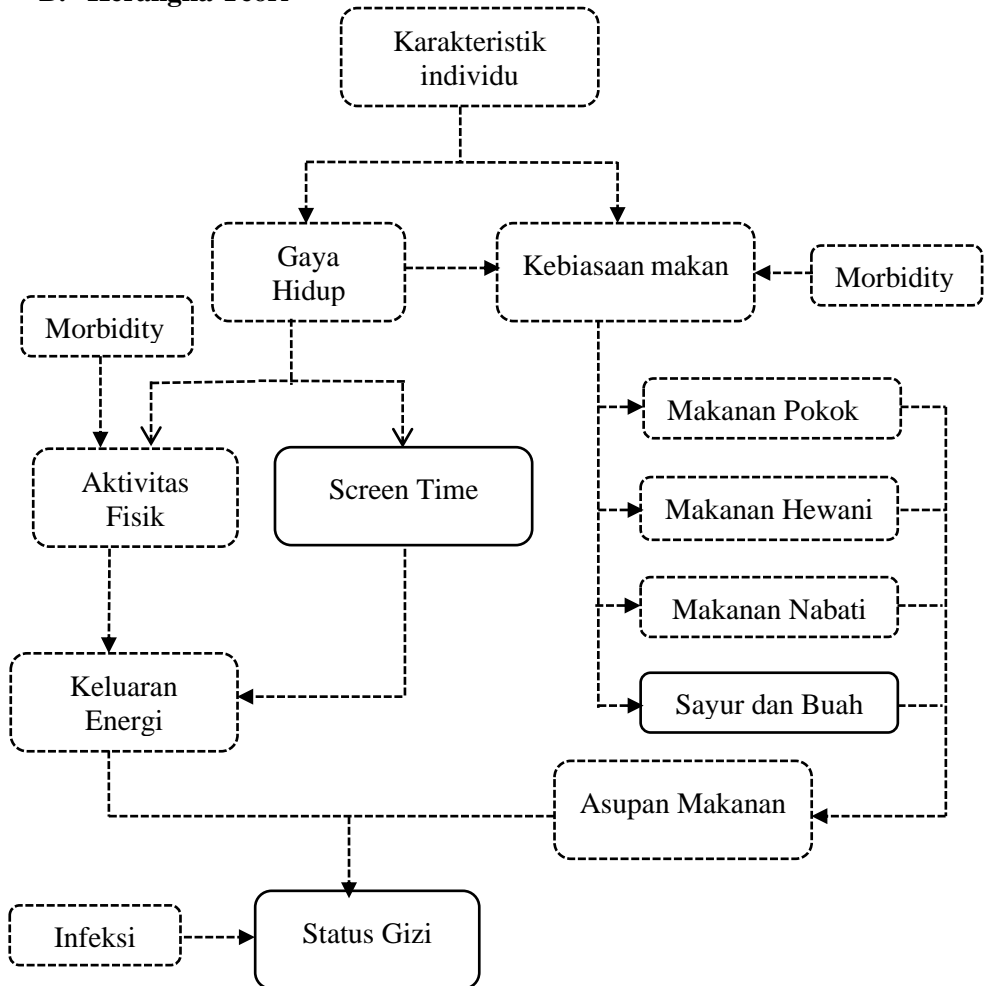 B. Kerangka Teori
Karakteristik
individu
Gaya
Hidup
Kebiasaan makan
Morbidity
Morbidity
Makanan Pokok
Aktivitas
Fisik
Screen Time
Makanan Hewani
Makanan Nabati
Keluaran
Energi
Sayur dan Buah
Asupan Makanan
Infeksi
Status Gizi